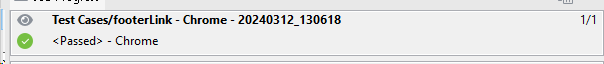 Test Cases/footerLink - Chrome - 20240312_130618 1/1
<Passed> - Chrome